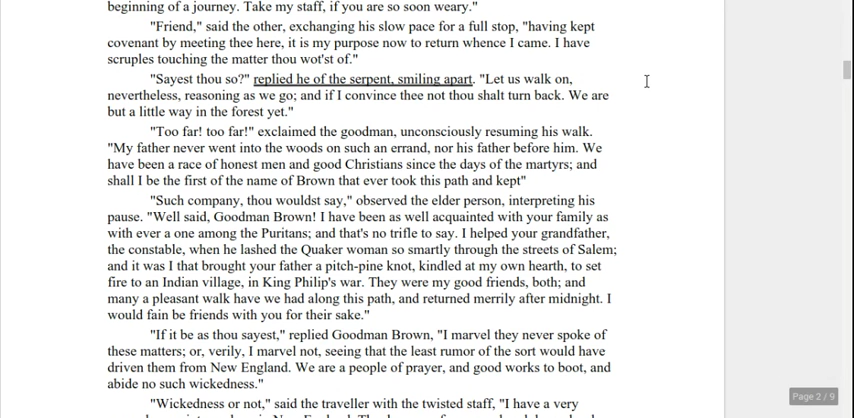 beginning of a journey. Take my staff, if you are so soon weary."
"Friend," said the other, exchanging his slow pace for a full stop, "having kept
covenant by meeting thee here, it is my purpose now to return whence I came. I have
scruples touching the matter thou wot'st of."
"Sayest thou so?" replied he of the serpent, smiling apart. "Let us walk on,
nevertheless, reasoning as we go; and if I convince thee not thou shalt turn back. We are
but a little way in the forest yet."
"Too far! too far!" exclaimed the goodman, unconsciously resuming his walk.
"My father never went into the woods on such an errand, nor his father before him. We
have been a race of honest men and good Christians since the days of the martyrs; and
shall I be the first of the name of Brown that ever took this path and kept"
"Such company, thou wouldst say," observed the elder person, interpreting his
pause. "Well said, Goodman Brown! I have been as well acquainted with your family as
with ever a one among the Puritans; and that's no trifle to say. I helped your grandfather,
the constable, when he lashed the Quaker woman so smartly through the streets of Salem;
and it was I that brought your father a pitch-pine knot, kindled at my own hearth, to set
fire to an Indian village, in King Philip's war. They were my good friends, both; and
many a pleasant walk have we had along this path, and returned merrily after midnight. I
would fain be friends with you for their sake."
"If it be as thou sayest," replied Goodman Brown, "I marvel they never spoke of
these matters; or, verily, I marvel not, seeing that the least rumor of the sort would have
driven them from New England. We are a people of prayer, and good works to boot, and
abide no such wickedness."
"Wickedness or not," said the traveller with the twisted staff, "I have a very
Page 2 / 9